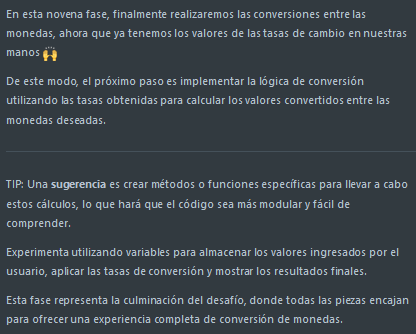 En esta novena fase, finalmente realizaremos las conversiones entre las
monedas, ahora que ya tenemos los valores de las tasas de cambio en nuestras
manos 🙌
De este modo, el próximo paso es implementar la lógica de conversión
utilizando las tasas obtenidas para calcular los valores convertidos entre las
monedas deseadas.
TIP: Una sugerencia es crear métodos o funciones específicas para llevar a cabo
estos cálculos, lo que hará que el código sea más modular y fácil de
comprender.
Experimenta utilizando variables para almacenar los valores ingresados por el
usuario, aplicar las tasas de conversión y mostrar los resultados finales.
Esta fase representa la culminación del desafío, donde todas las piezas encajan
para ofrecer una experiencia completa de conversión de monedas.